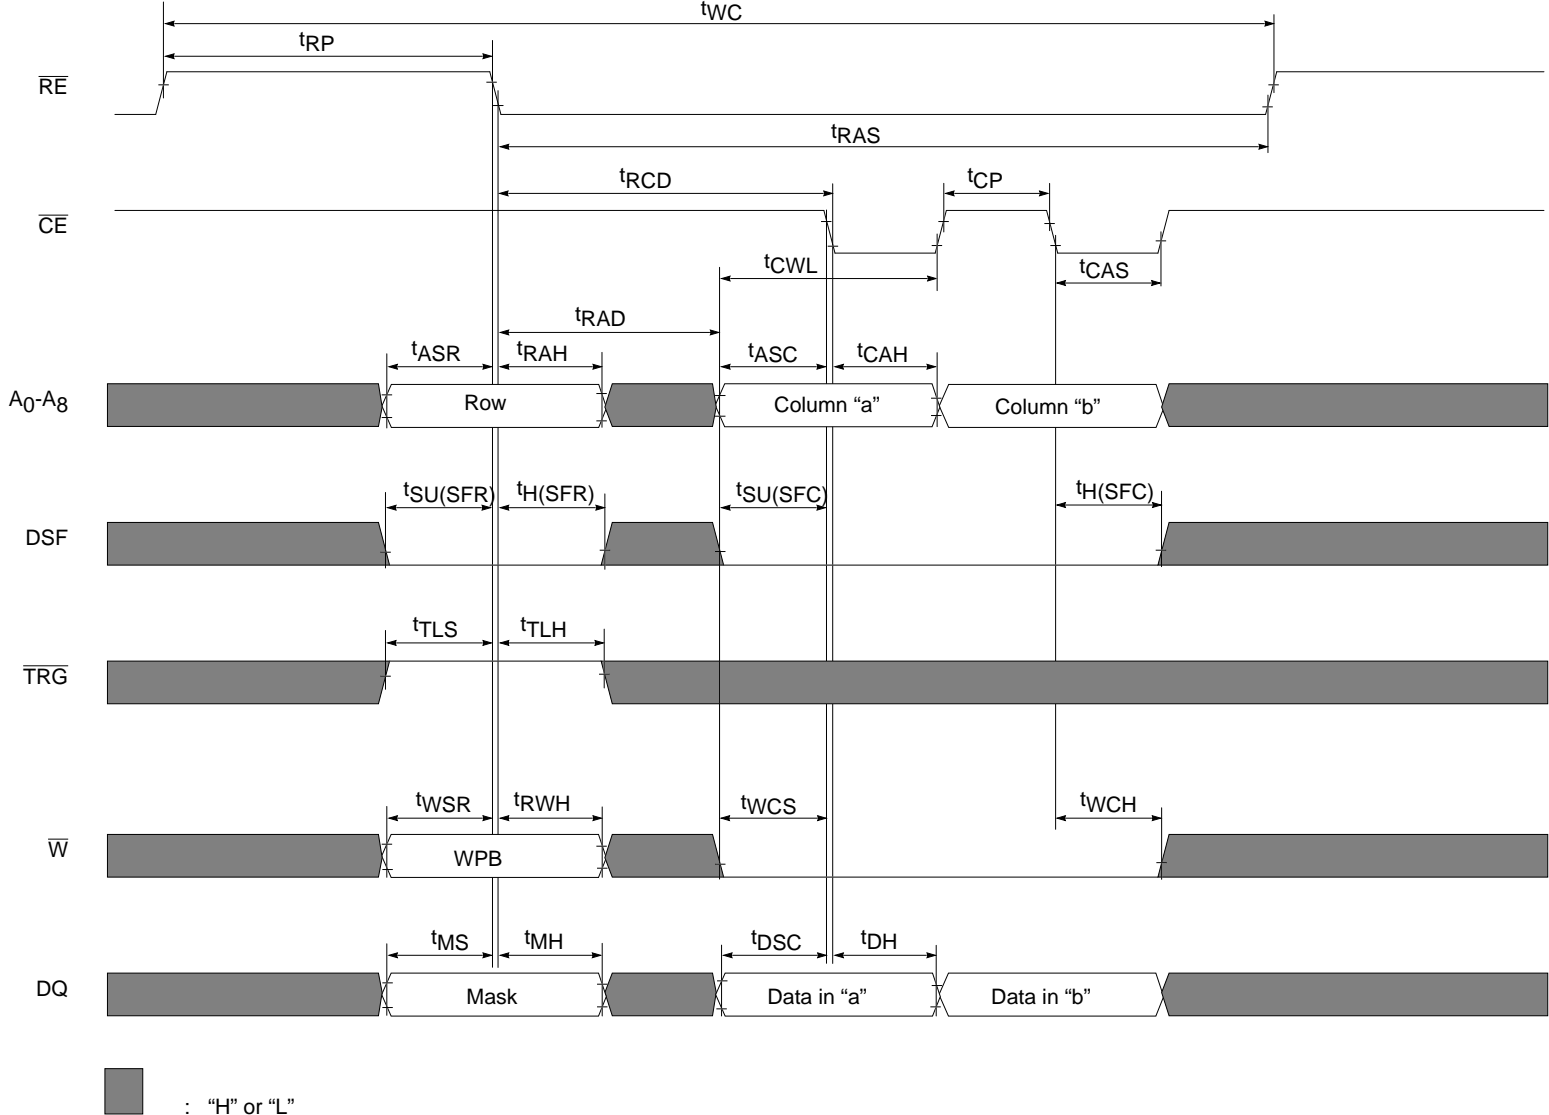 tWC
tRP
RE
tRAS
tRCD tCP
CE
tCWL tCAS
tRAD
tASR tRAH tASC tCAH
A0-A8 Row Column “a” Column “b”
tSU(SFR) tH(SFR) tSU(SFC) tH(SFC)
DSF
tTLS tTLH
TRG
tWSR tRWH tWCS tWCH
W WPB
tMS tMH tDSC tDH
DQ Mask Data in “a” Data in “b”
: “H” or “L”